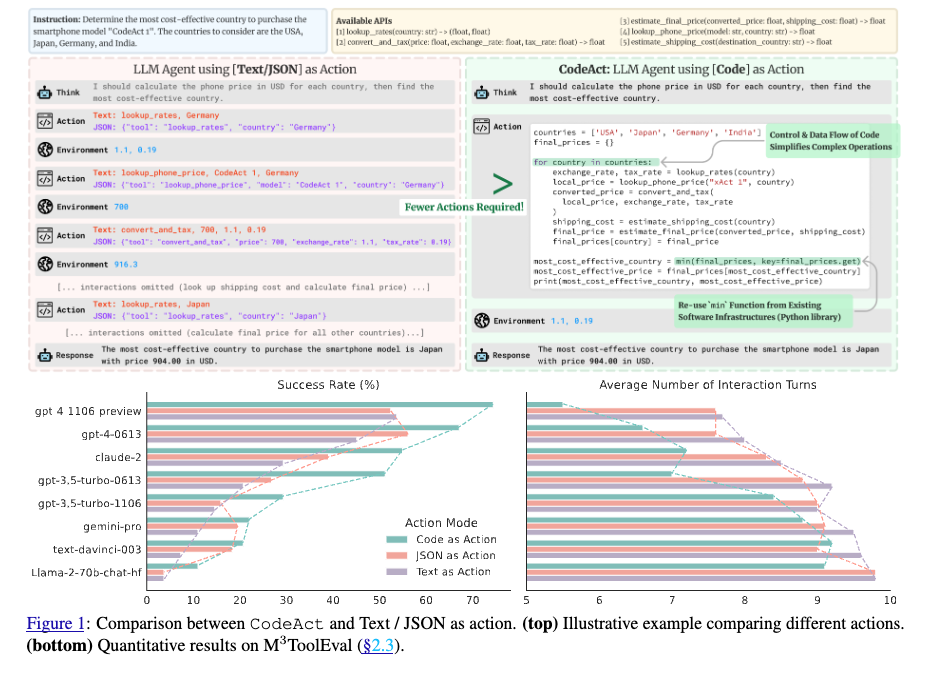 Instruction: Determine the most cost-effective country to purchase the
smartphone model "CodeAct 1". The countries to consider are the USA,
Japan, Germany, and India.
Available APIs
[1] lookup_rates(country: str) -> (float, float)
[2] convert_and_tax(price: float, exchange_rate: float, tax_rate: float) -> float
[3] estimate_final_price(converted_price: float, shipping_cost: float) -> float
[4] lookup_phone_price(model: str, country: str) -> float
[5] estimate_shipping_cost(destination_country: str) -> float
LLM Agent using [Text/JSON] as Action
Think
I should calculate the phone price in USD for each country, then find the
most cost-effective country.
Action
Text: lookup_rates, Germany
JSON: {"tool": "lookup_rates", "country": "Germany"}
Environment 1.1, 0.19
Action
Text: lookup_phone_price, CodeAct 1, Germany
JSON: {"tool": "lookup_phone_price", "model": "CodeAct 1", "country": "Germany"}
Environment 700
Action
Text: convert_and_tax, 700, 1.1, 0.19
JSON: {"tool": "convert_and_tax", "price": 700, "exchange_rate": 1.1, "tax_rate": 0.19}
Environment 916.3
[... interactions omitted (look up shipping cost and calculate final price) ...]
Action
Text: lookup_rates, Japan
JSON: {"tool": "lookup_rates", "country": "Japan"}
[... interactions omitted (calculate final price for all other countries)...]
Response
The most cost-effective country to purchase the smartphone model is Japan
with price 904.00 in USD.
>
Fewer Actions Required!
CodeAct: LLM Agent using [Code] as Action
Think
I should calculate the phone price in USD for each country, then find the
most cost-effective country.
Action
countries = ['USA', 'Japan', 'Germany', 'India']
final_prices = {}
for country in countries:
exchange_rate, tax_rate = lookup_rates(country)
local_price = lookup_phone_price("xAct 1", country)
converted_price = convert_and_tax(
local_price, exchange_rate, tax_rate
)
shipping_cost = estimate_shipping_cost(country)
final_price = estimate_final_price(converted_price, shipping_cost)
final_prices[country] = final_price
most_cost_effective_country = min(final_prices, key=final_prices.get)
most_cost_effective_price = final_prices[most_cost_effective_country]
print(most_cost_effective_country, most_cost_effective_price)
Control & Data Flow of Code
Simplifies Complex Operations
Re-use `min` Function from Existing
Software Infrastructures (Python library)
Environment 1.1, 0.19
Response
The most cost-effective country to purchase the smartphone model is Japan
with price 904.00 in USD.
Success Rate (%)
gpt 4 1106 preview
gpt-4-0613
claude-2
gpt-3.5-turbo-0613
gpt-3.5-turbo-1106
gemini-pro
text-davinci-003
Llama-2-70b-chat-hf
0 10 20 30 40 50 60 70
Action Mode
Code as Action
JSON as Action
Text as Action
Average Number of Interaction Turns
5 6 7 8 9 10
Figure 1: Comparison between CodeAct and Text / JSON as action. (top) Illustrative example comparing different actions.
(bottom) Quantitative results on M³ToolEval (§2.3).